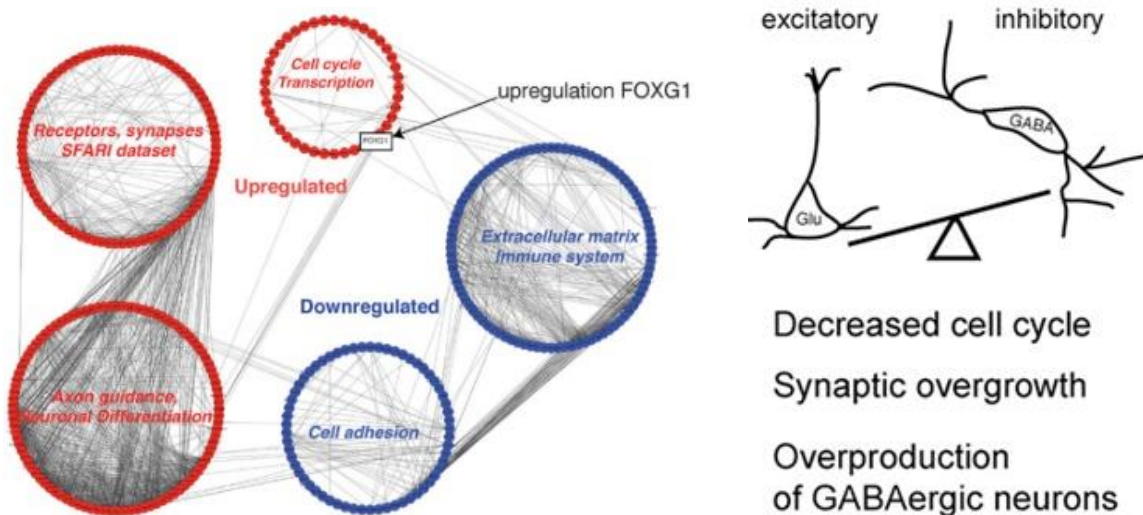 Cell cycle
Transcription
FOXG1
upregulation FOXG1
Receptors, synapses
SFARI dataset
Upregulated
Extracellular matrix
Immune system
Downregulated
Axon guidance,
Neuronal Differentiation
Cell adhesion
excitatory
inhibitory
GABA
Glu
Decreased cell cycle
Synaptic overgrowth
Overproduction
of GABAergic neurons